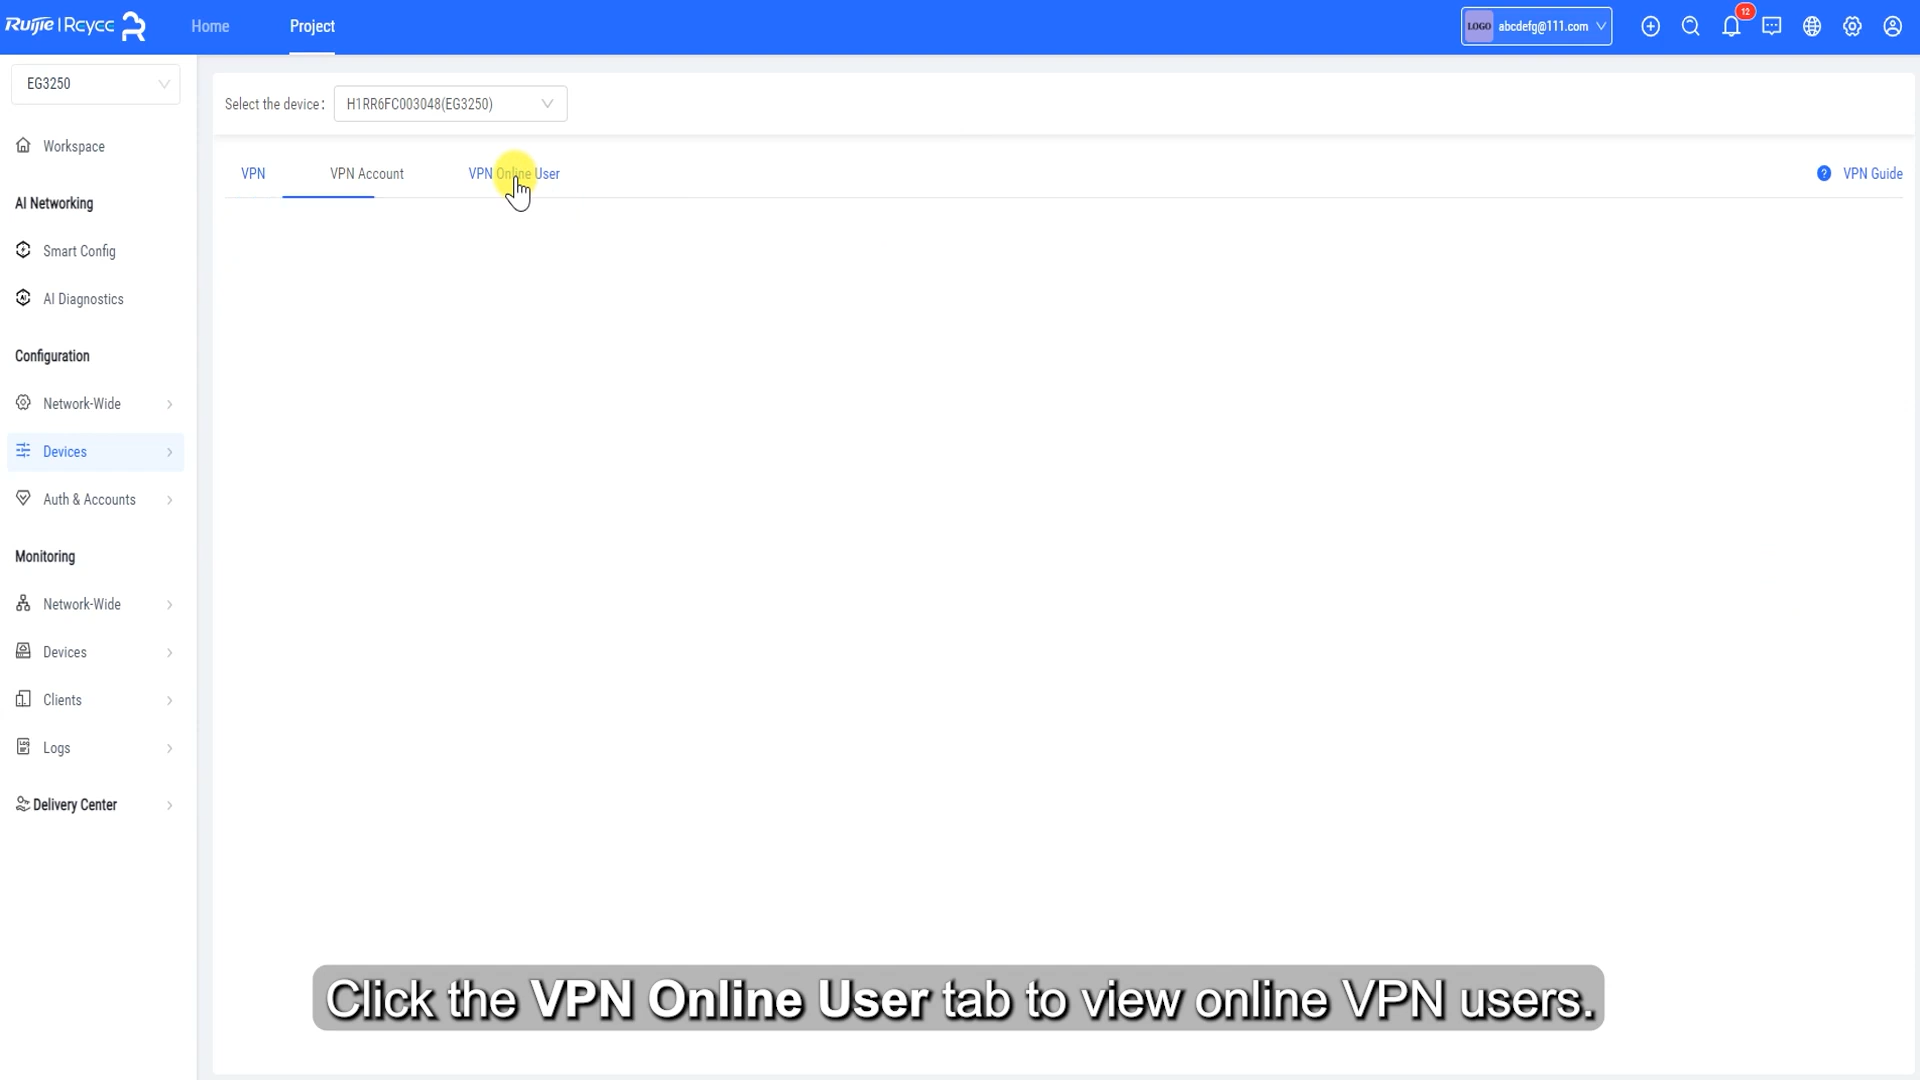 Ruijie | Rcycc
Home
Project
LOGO
abcdefg@111.com
12
EG3250
Workspace
AI Networking
Smart Config
AI Diagnostics
Configuration
Network-Wide
Devices
Auth & Accounts
Monitoring
Network-Wide
Devices
Clients
Logs
Delivery Center
Select the device:
H1RR6FC003048(EG3250)
VPN
VPN Account
VPN Online User
? VPN Guide
Click the VPN Online User tab to view online VPN users.